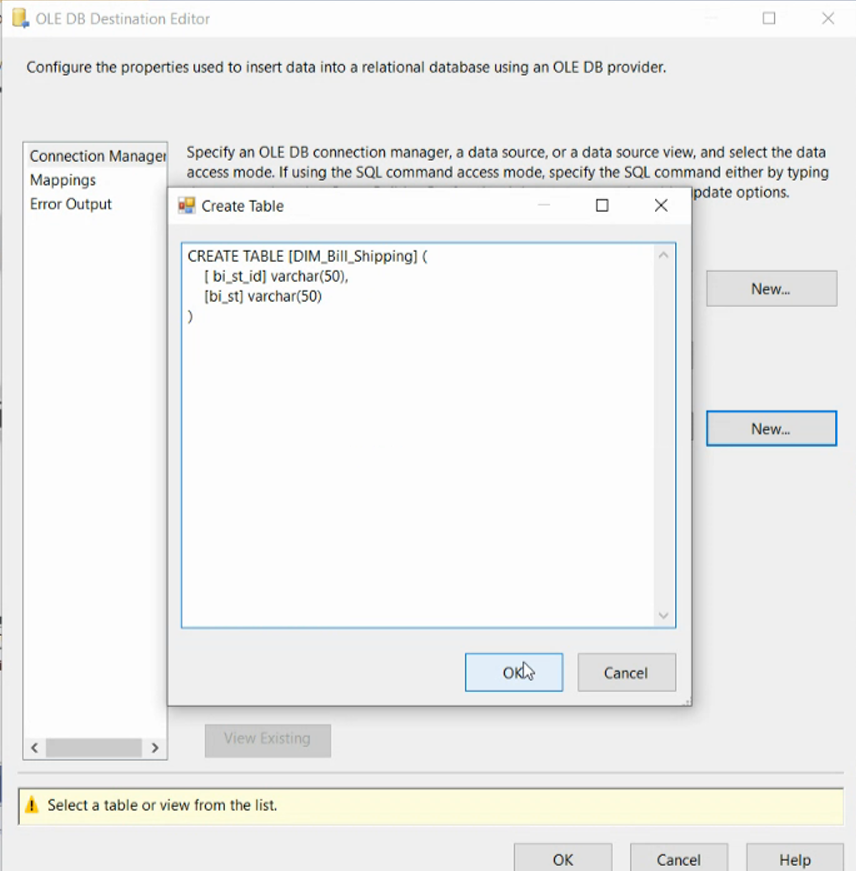 OLE DB Destination Editor
Configure the properties used to insert data into a relational database using an OLE DB provider.
Connection Manager
Mappings
Error Output
Specify an OLE DB connection manager, a data source, or a data source view, and select the data
access mode. If using the SQL command access mode, specify the SQL command either by typing
update options.
Create Table
CREATE TABLE [DIM_Bill_Shipping] (
[ bi_st_id] varchar(50),
[bi_st] varchar(50)
)
New...
New...
OK
Cancel
View Existing
Select a table or view from the list.
OK
Cancel
Help